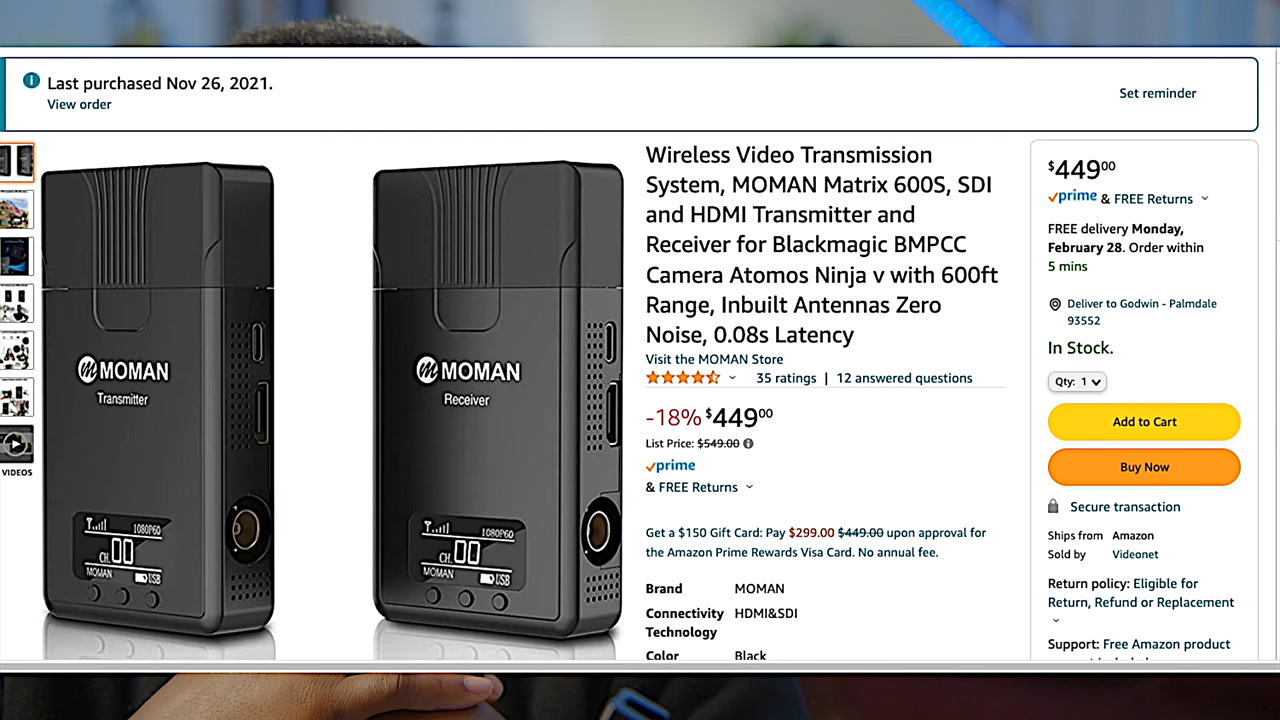 Last purchased Nov 26, 2021.
View order
Set reminder
VIDEOS
MOMAN
Transmitter
1080P60
CH. 00
MOMAN
USB
MOMAN
Receiver
1080P60
CH. 00
MOMAN
USB
Wireless Video Transmission
System, MOMAN Matrix 600S, SDI
and HDMI Transmitter and
Receiver for Blackmagic BMPCC
Camera Atomos Ninja v with 600ft
Range, Inbuilt Antennas Zero
Noise, 0.08s Latency
Visit the MOMAN Store
35 ratings | 12 answered questions
-18% $44900
List Price: $549.00
prime
& FREE Returns
Get a $150 Gift Card: Pay $299.00 $449.00 upon approval for
the Amazon Prime Rewards Visa Card. No annual fee.
Brand MOMAN
Connectivity HDMI&SDI
Technology
Color Black
$44900
prime & FREE Returns
FREE delivery Monday,
February 28. Order within
5 mins
Deliver to Godwin - Palmdale
93552
In Stock.
Qty: 1
Add to Cart
Buy Now
Secure transaction
Ships from Amazon
Sold by Videonet
Return policy: Eligible for
Return, Refund or Replacement
Support: Free Amazon product